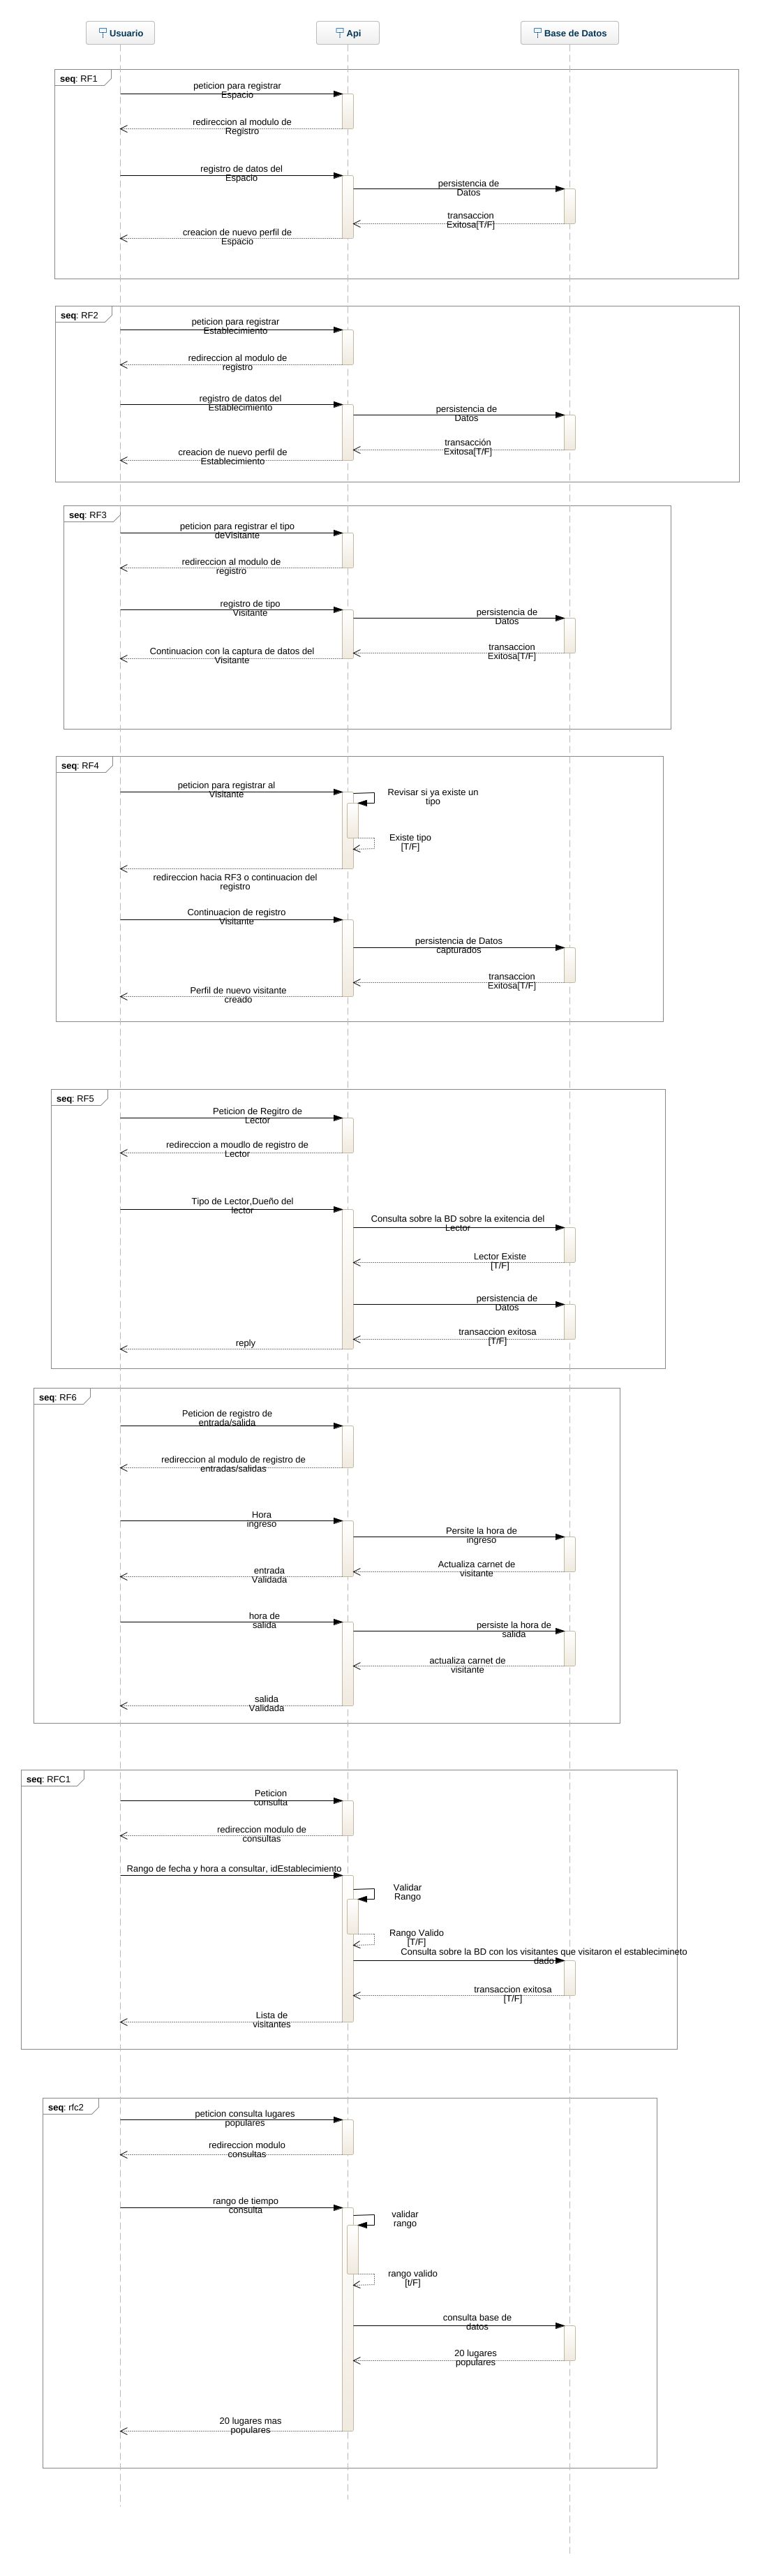 Usuario
Api
Base de Datos
seq: RF1
peticion para registrar
Espacio
redireccion al modulo de
Registro
registro de datos del
Espacio
persistencia de
Datos
transaccion
Exitosa[T/F]
creacion de nuevo perfil de
Espacio
seq: RF2
peticion para registrar
Establecimiento
redireccion al modulo de
registro
registro de datos del
Establecimiento
persistencia de
Datos
transacción
Exitosa[T/F]
creacion de nuevo perfil de
Establecimiento
seq: RF3
peticion para registrar el tipo
deVisitante
redireccion al modulo de
registro
registro de tipo
Visitante
persistencia de
Datos
transaccion
Exitosa[T/F]
Continuacion con la captura de datos del
Visitante
seq: RF4
peticion para registrar al
Visitante
Revisar si ya existe un
tipo
Existe tipo
[T/F]
redireccion hacia RF3 o continuacion del
registro
Continuacion de registro
Visitante
persistencia de Datos
capturados
transaccion
Exitosa[T/F]
Perfil de nuevo visitante
creado
seq: RF5
Peticion de Regitro de
Lector
redireccion a moudlo de registro de
Lector
Tipo de Lector,Dueño del
lector
Consulta sobre la BD sobre la exitencia del
Lector
Lector Existe
[T/F]
persistencia de
Datos
transaccion exitosa
[T/F]
reply
seq: RF6
Peticion de registro de
entrada/salida
redireccion al modulo de registro de
entradas/salidas
Hora
ingreso
Persite la hora de
ingreso
Actualiza carnet de
visitante
entrada
Validada
hora de
salida
persiste la hora de
salida
actualiza carnet de
visitante
salida
Validada
seq: RFC1
Peticion
consulta
redireccion modulo de
consultas
Rango de fecha y hora a consultar, idEstablecimiento
Validar
Rango
Rango Valido
[T/F]
Consulta sobre la BD con los visitantes que visitaron el establecimineto
dado
transaccion exitosa
[T/F]
Lista de
visitantes
seq: rfc2
peticion consulta lugares
populares
redireccion modulo
consultas
rango de tiempo
consulta
validar
rango
rango valido
[t/F]
consulta base de
datos
20 lugares
populares
20 lugares mas
populares